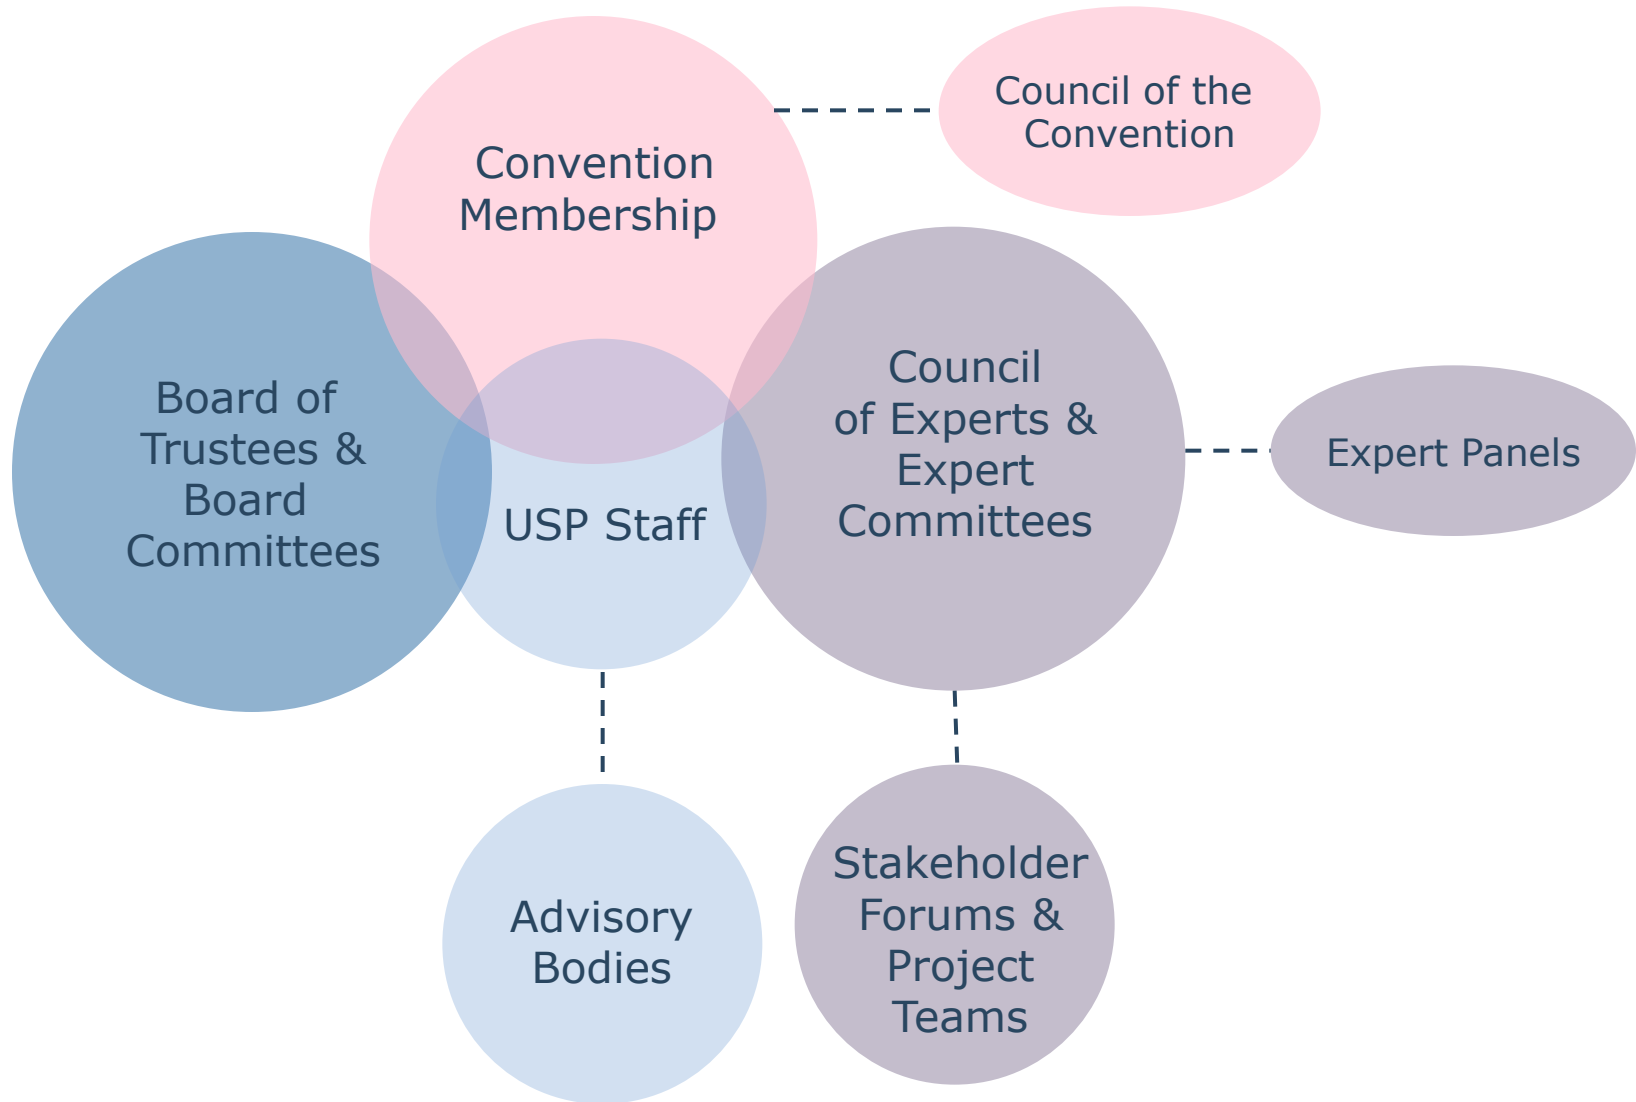 Council of the
Convention
Convention
Membership
Board of
Trustees &
Board
Committees
USP Staff
Council
of Experts &
Expert
Committees
Expert Panels
Advisory
Bodies
Stakeholder
Forums &
Project
Teams